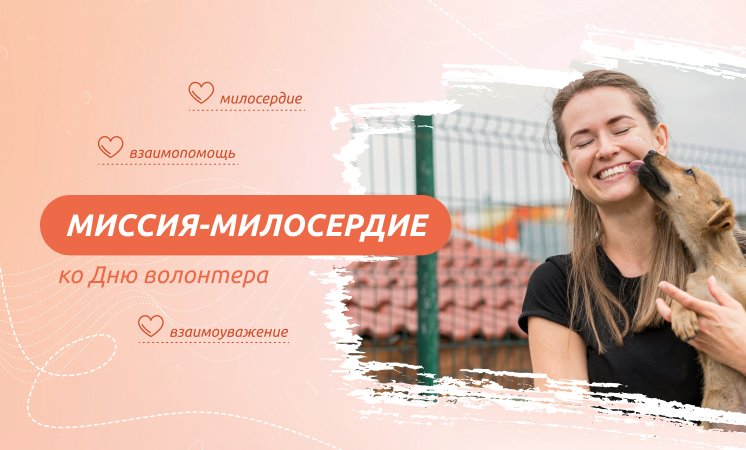 милосердие
взаимопомощь
МИССИЯ-МИЛОСЕРДИЕ
ко Дню волонтера
взаимоуважение